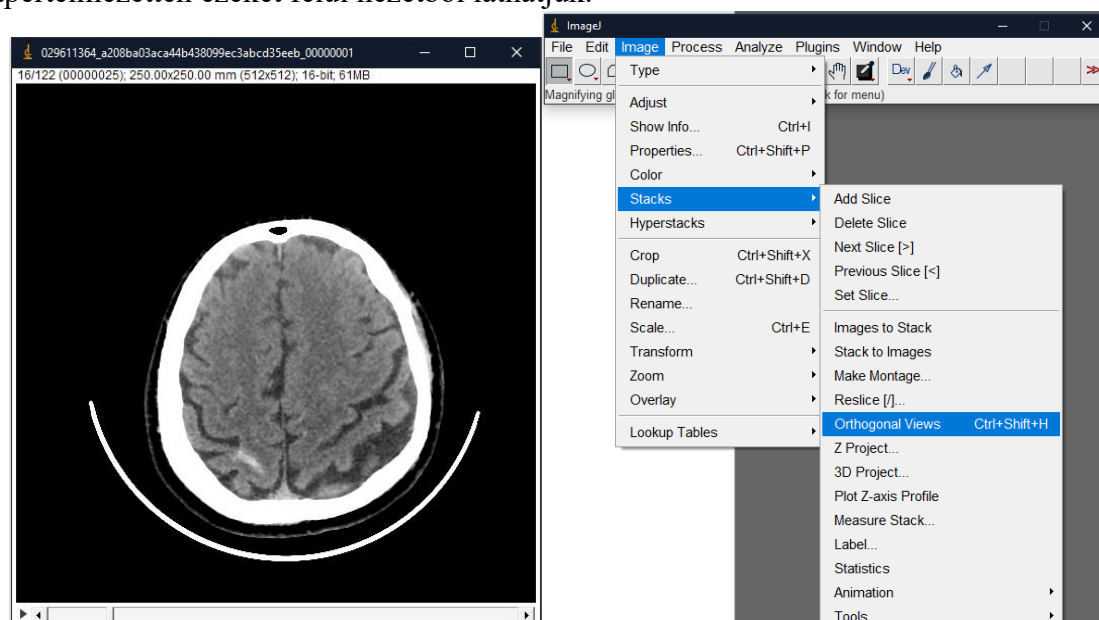 029611364_a208ba03aca44b438099ec3abcd35eeb_00000001
16/122 (00000025); 250.00x250.00 mm (512x512); 16-bit; 61MB
ImageJ
File Edit Image Process Analyze Plugins Window Help
Dev
Magnifying gl
k for menu)
Type
Adjust
Show Info... Ctrl+I
Properties... Ctrl+Shift+P
Color
Stacks
Hyperstacks
Crop Ctrl+Shift+X
Duplicate... Ctrl+Shift+D
Rename...
Scale... Ctrl+E
Transform
Zoom
Overlay
Lookup Tables
Add Slice
Delete Slice
Next Slice [>]
Previous Slice [<]
Set Slice...
Images to Stack
Stack to Images
Make Montage...
Reslice [/]...
Orthogonal Views Ctrl+Shift+H
Z Project...
3D Project...
Plot Z-axis Profile
Measure Stack...
Label...
Statistics
Animation
Tools